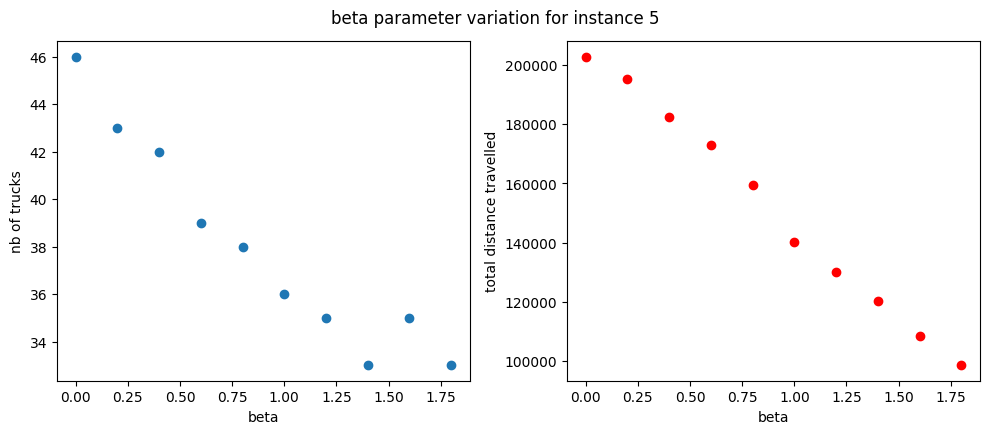 beta parameter variation for instance 5
nb of trucks
46
44
42
40
38
36
34
0.00 0.25 0.50 0.75 1.00 1.25 1.50 1.75
beta
total distance travelled
200000
180000
160000
140000
120000
100000
0.00 0.25 0.50 0.75 1.00 1.25 1.50 1.75
beta